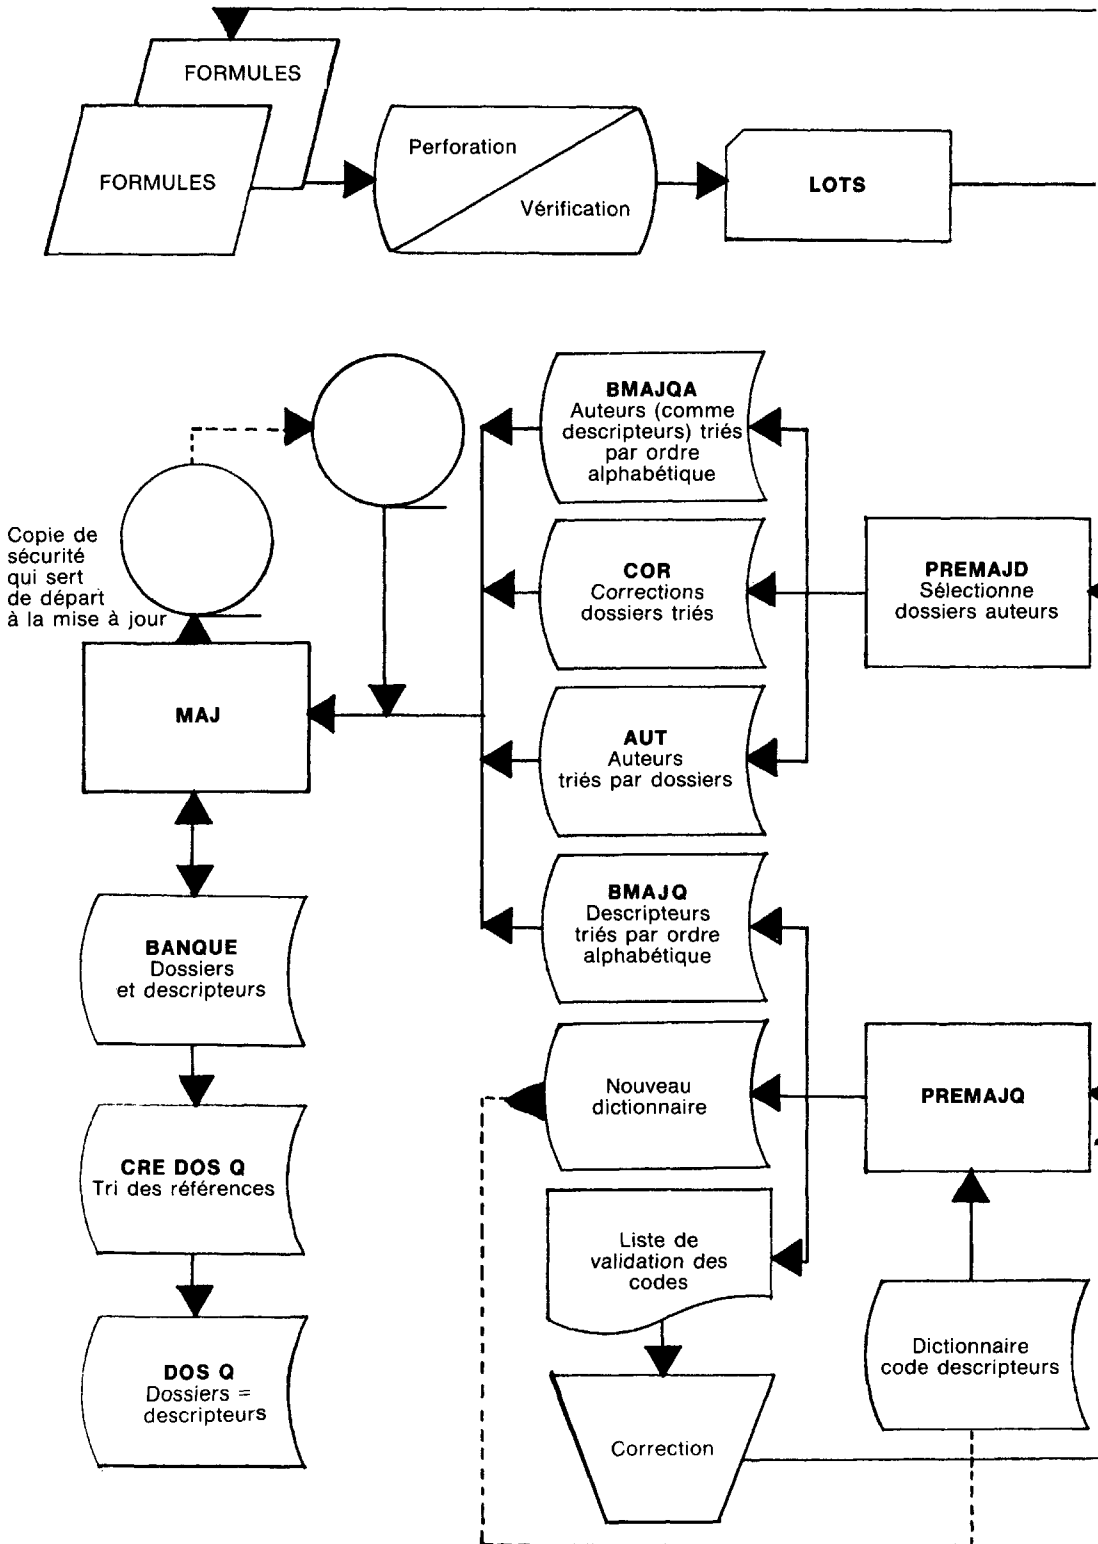 FORMULES
FORMULES
Perforation
Vérification
LOTS
BMAJQA
Auteurs (comme
descripteurs) triés
par ordre
alphabétique
Copie de
sécurité
qui sert
de départ
à la mise à jour
COR
Corrections
dossiers triés
PREMAJD
Sélectionne
dossiers auteurs
MAJ
AUT
Auteurs
triés par dossiers
BMAJQ
Descripteurs
triés par ordre
alphabétique
BANQUE
Dossiers
et descripteurs
Nouveau
dictionnaire
PREMAJQ
CRE DOS Q
Tri des références
Liste de
validation des
codes
Dictionnaire
code descripteurs
DOS Q
Dossiers =
descripteurs
Correction